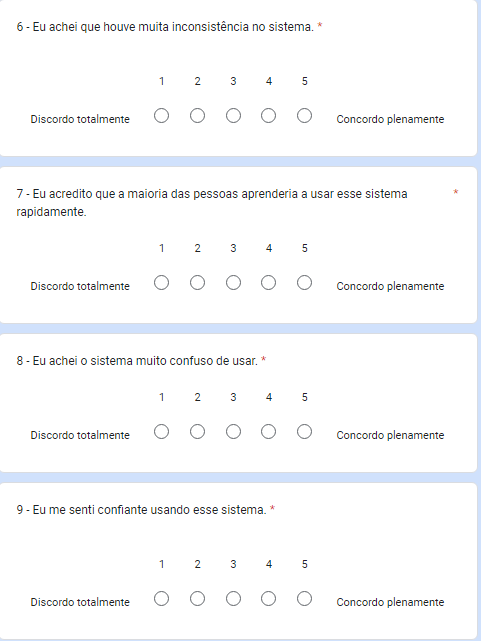 6 - Eu achei que houve muita inconsistência no sistema. *
1 2 3 4 5
Discordo totalmente Concordo plenamente
7 - Eu acredito que a maioria das pessoas aprenderia a usar esse sistema *
rapidamente.
1 2 3 4 5
Discordo totalmente Concordo plenamente
8 - Eu achei o sistema muito confuso de usar. *
1 2 3 4 5
Discordo totalmente Concordo plenamente
9 - Eu me senti confiante usando esse sistema. *
1 2 3 4 5
Discordo totalmente Concordo plenamente